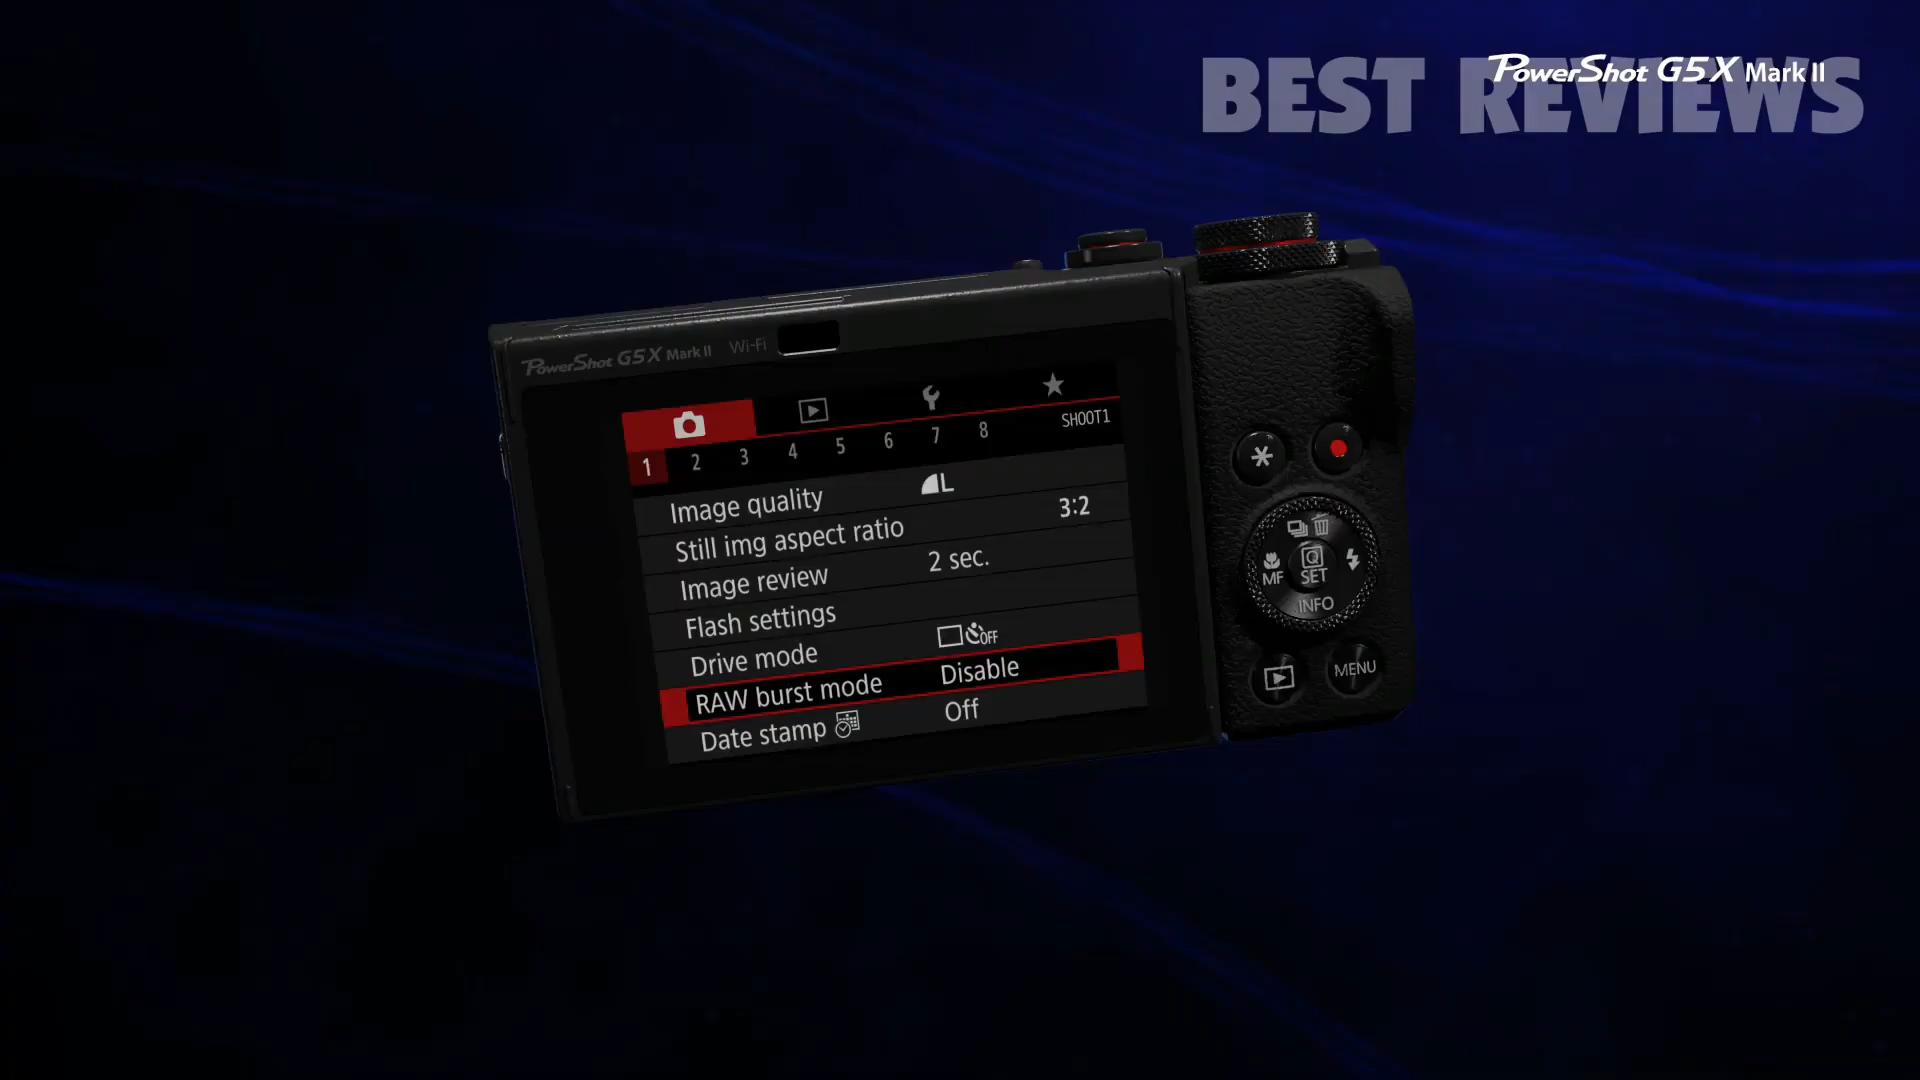 BEST REVIEWS
PowerShot G5 X Mark II
PowerShot G5 X Mark II Wi-Fi
SHOOT1
1 2 3 4 5 6 7 8
Image quality L
Still img aspect ratio 3:2
Image review 2 sec.
Flash settings
Drive mode OFF
RAW burst mode Disable
Date stamp Off
MF
Q
SET
INFO
MENU